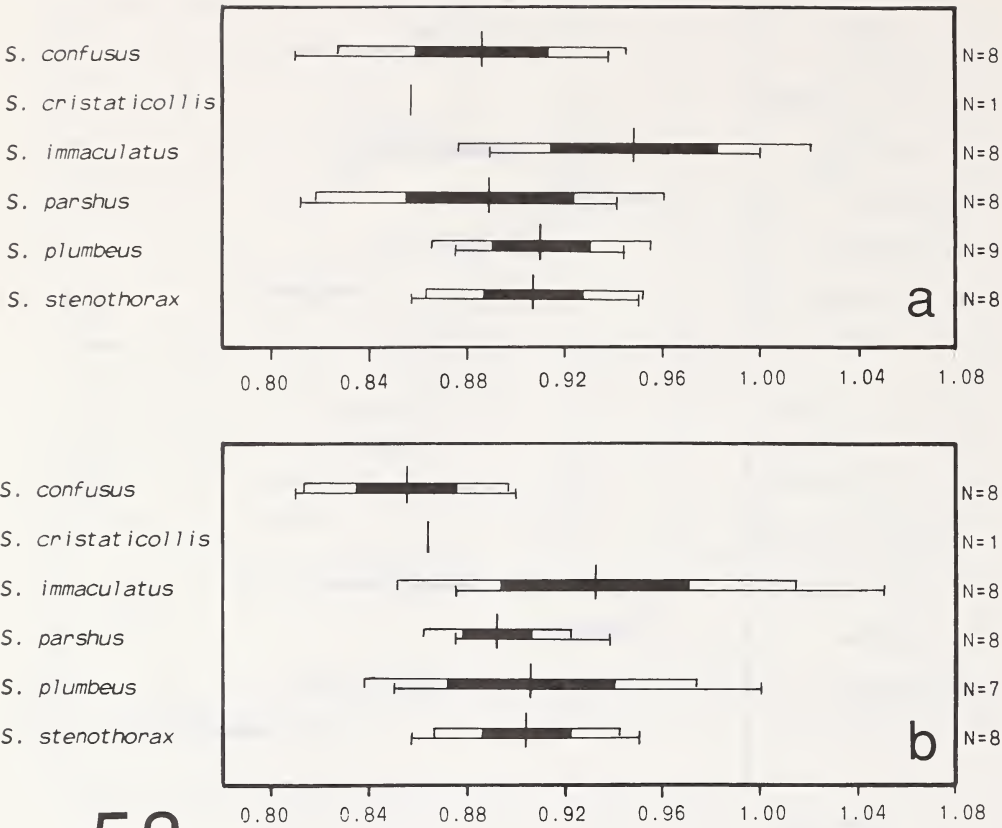 S. confusus N=8
S. cristaticollis N=1
S. immaculatus N=8
S. parshus N=8
S. plumbeus N=9
S. stenothorax N=8
a
0.80 0.84 0.88 0.92 0.96 1.00 1.04 1.08
S. confusus N=8
S. cristaticollis N=1
S. immaculatus N=8
S. parshus N=8
S. plumbeus N=7
S. stenothorax N=8
b
0.80 0.84 0.88 0.92 0.96 1.00 1.04 1.08